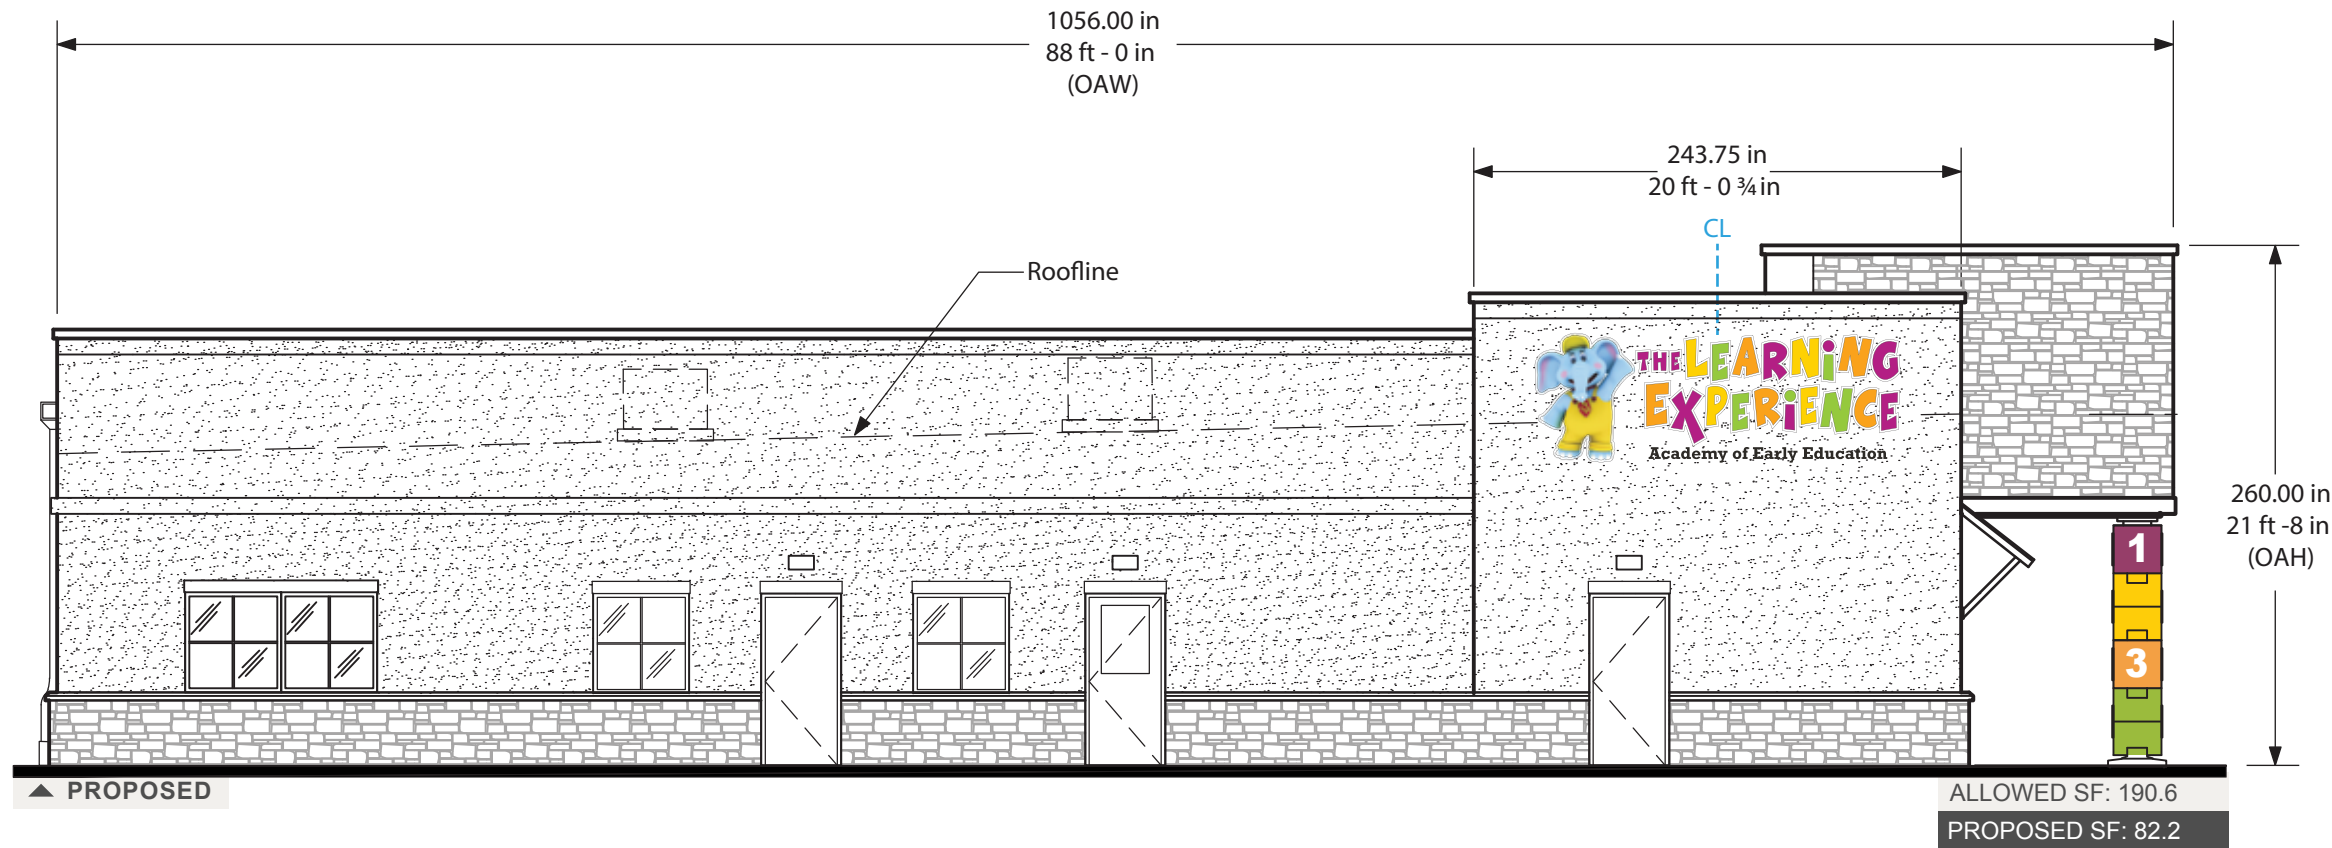 1056.00 in
88 ft - 0 in
(OAW)
243.75 in
20 ft - 0 ¾ in
CL
Roofline
THE LEARNiNG
EXPERiENCE
Academy of Early Education
260.00 in
21 ft -8 in
(OAH)
1
3
PROPOSED
ALLOWED SF: 190.6
PROPOSED SF: 82.2